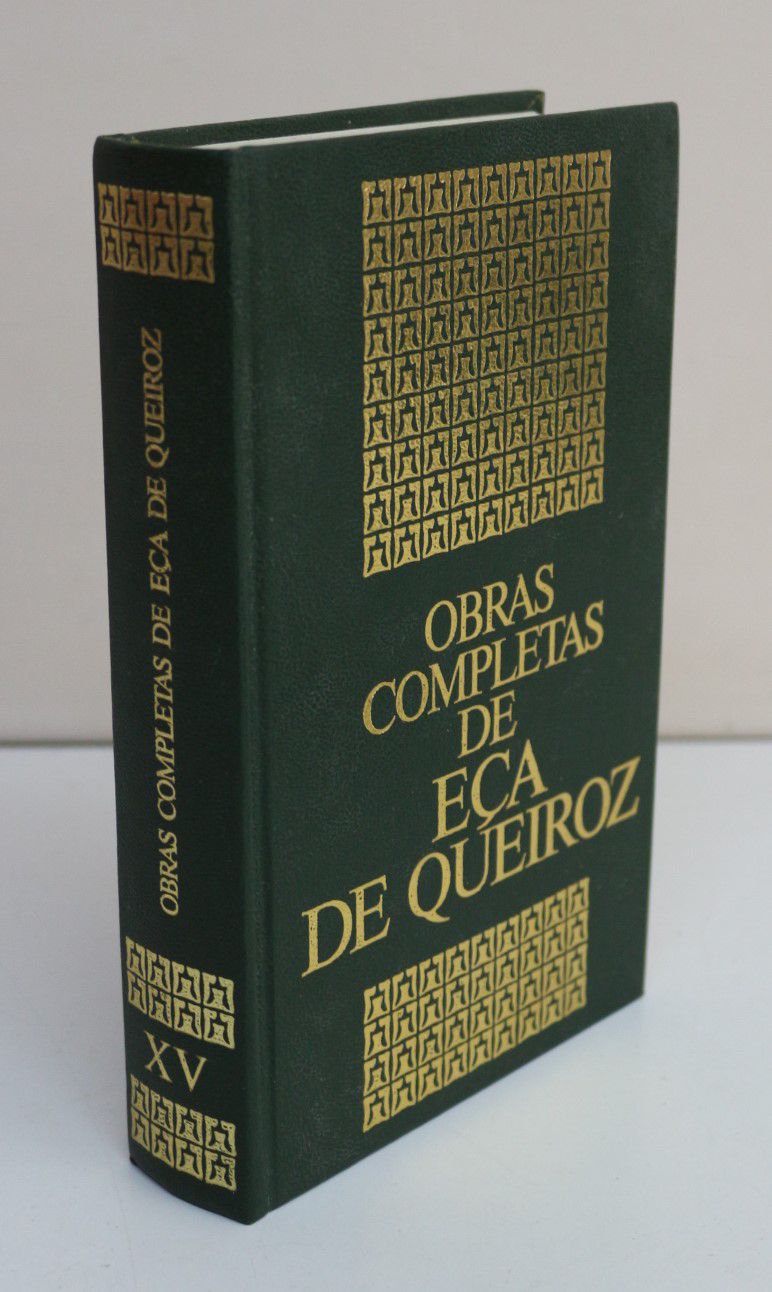 OBRAS COMPLETAS DE EÇA DE QUEIROZ
XV
OBRAS
COMPLETAS
DE
EÇA
DE QUEIROZ